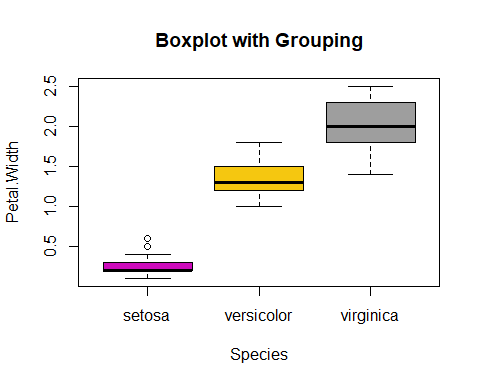 Boxplot with Grouping
Petal.Width
2.5
2.0
1.5
1.0
0.5
setosa versicolor virginica
Species